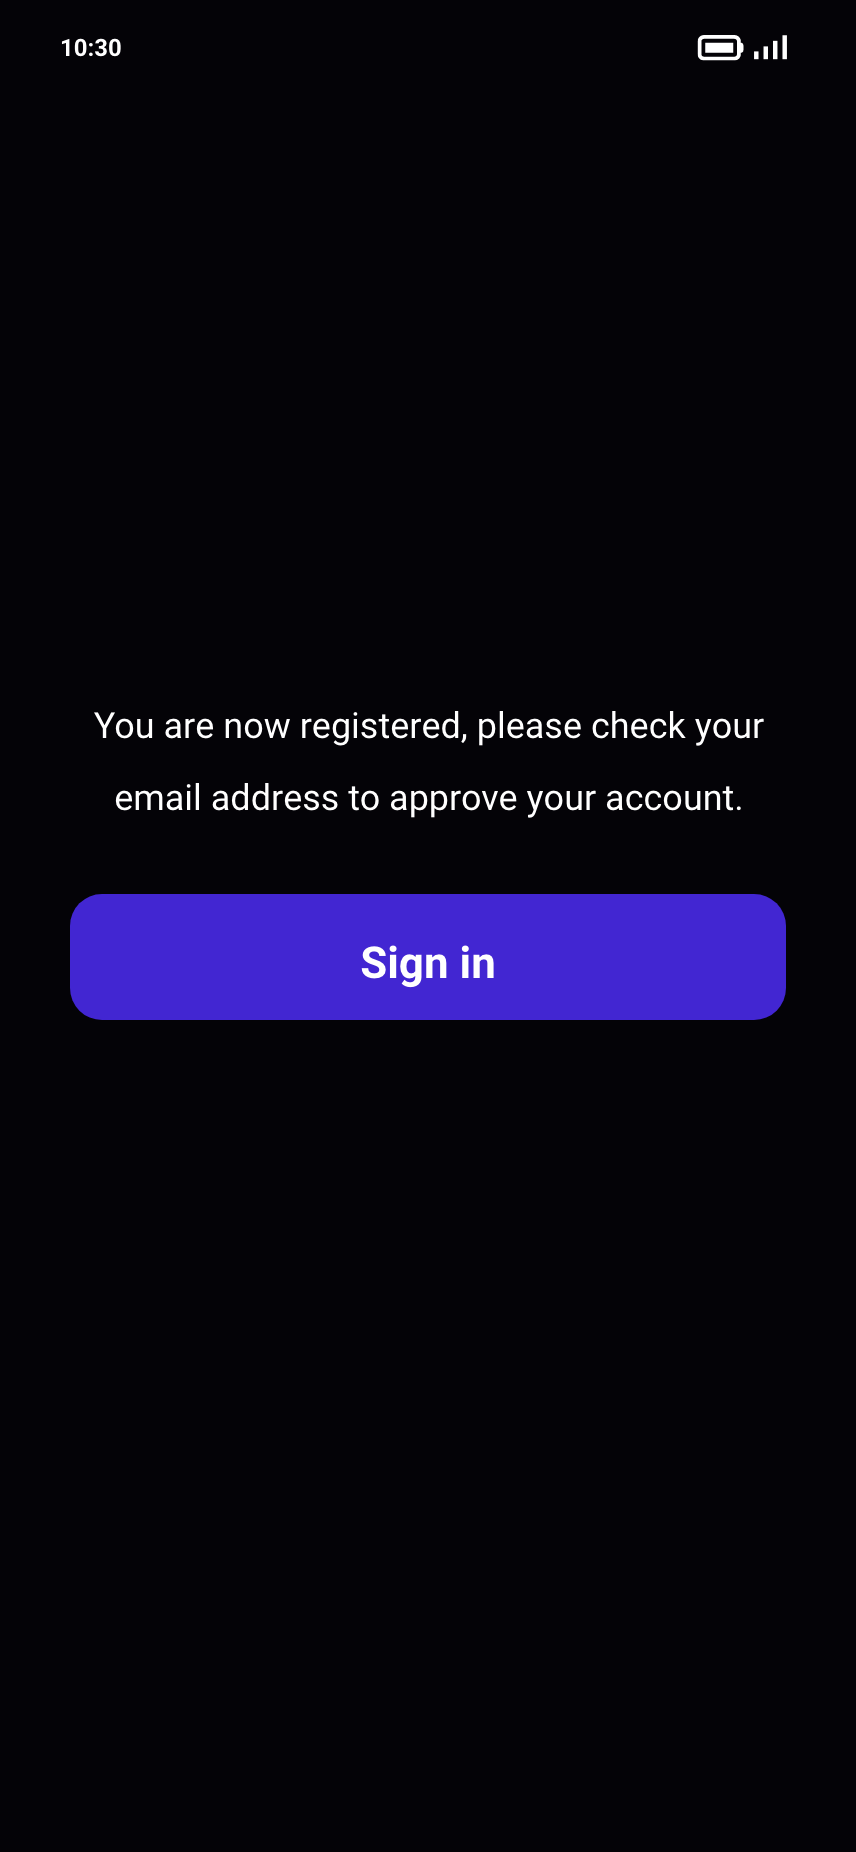 10:30
You are now registered, please check your
email address to approve your account.
Sign in